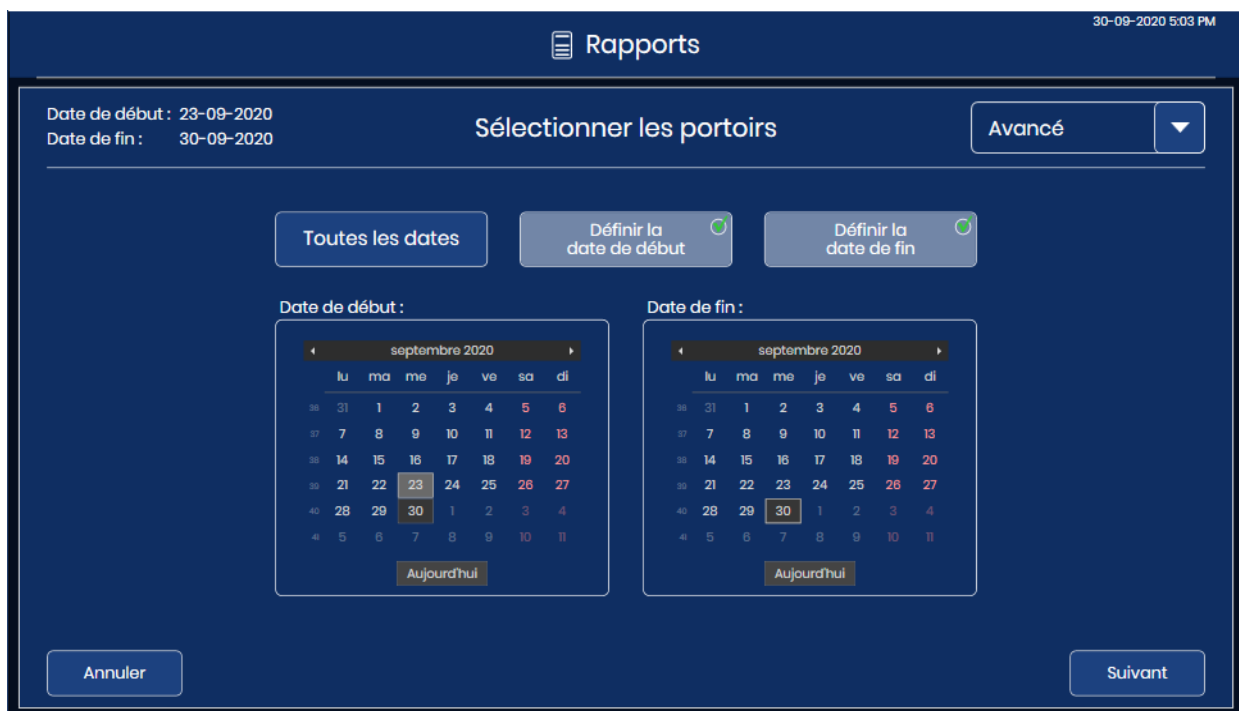 30-09-2020 5:03 PM
Rapports
Date de début : 23-09-2020
Date de fin : 30-09-2020
Sélectionner les portoirs
Avancé
Toutes les dates
Définir la
date de début
Définir la
date de fin
Date de début :
septembre 2020
lu ma me je ve sa di
36 31 1 2 3 4 5 6
37 7 8 9 10 11 12 13
38 14 15 16 17 18 19 20
39 21 22 23 24 25 26 27
40 28 29 30 1 2 3 4
41 5 6 7 8 9 10 11
Aujourd'hui
Date de fin :
septembre 2020
lu ma me je ve sa di
36 31 1 2 3 4 5 6
37 7 8 9 10 11 12 13
38 14 15 16 17 18 19 20
39 21 22 23 24 25 26 27
40 28 29 30 1 2 3 4
41 5 6 7 8 9 10 11
Aujourd'hui
Annuler
Suivant